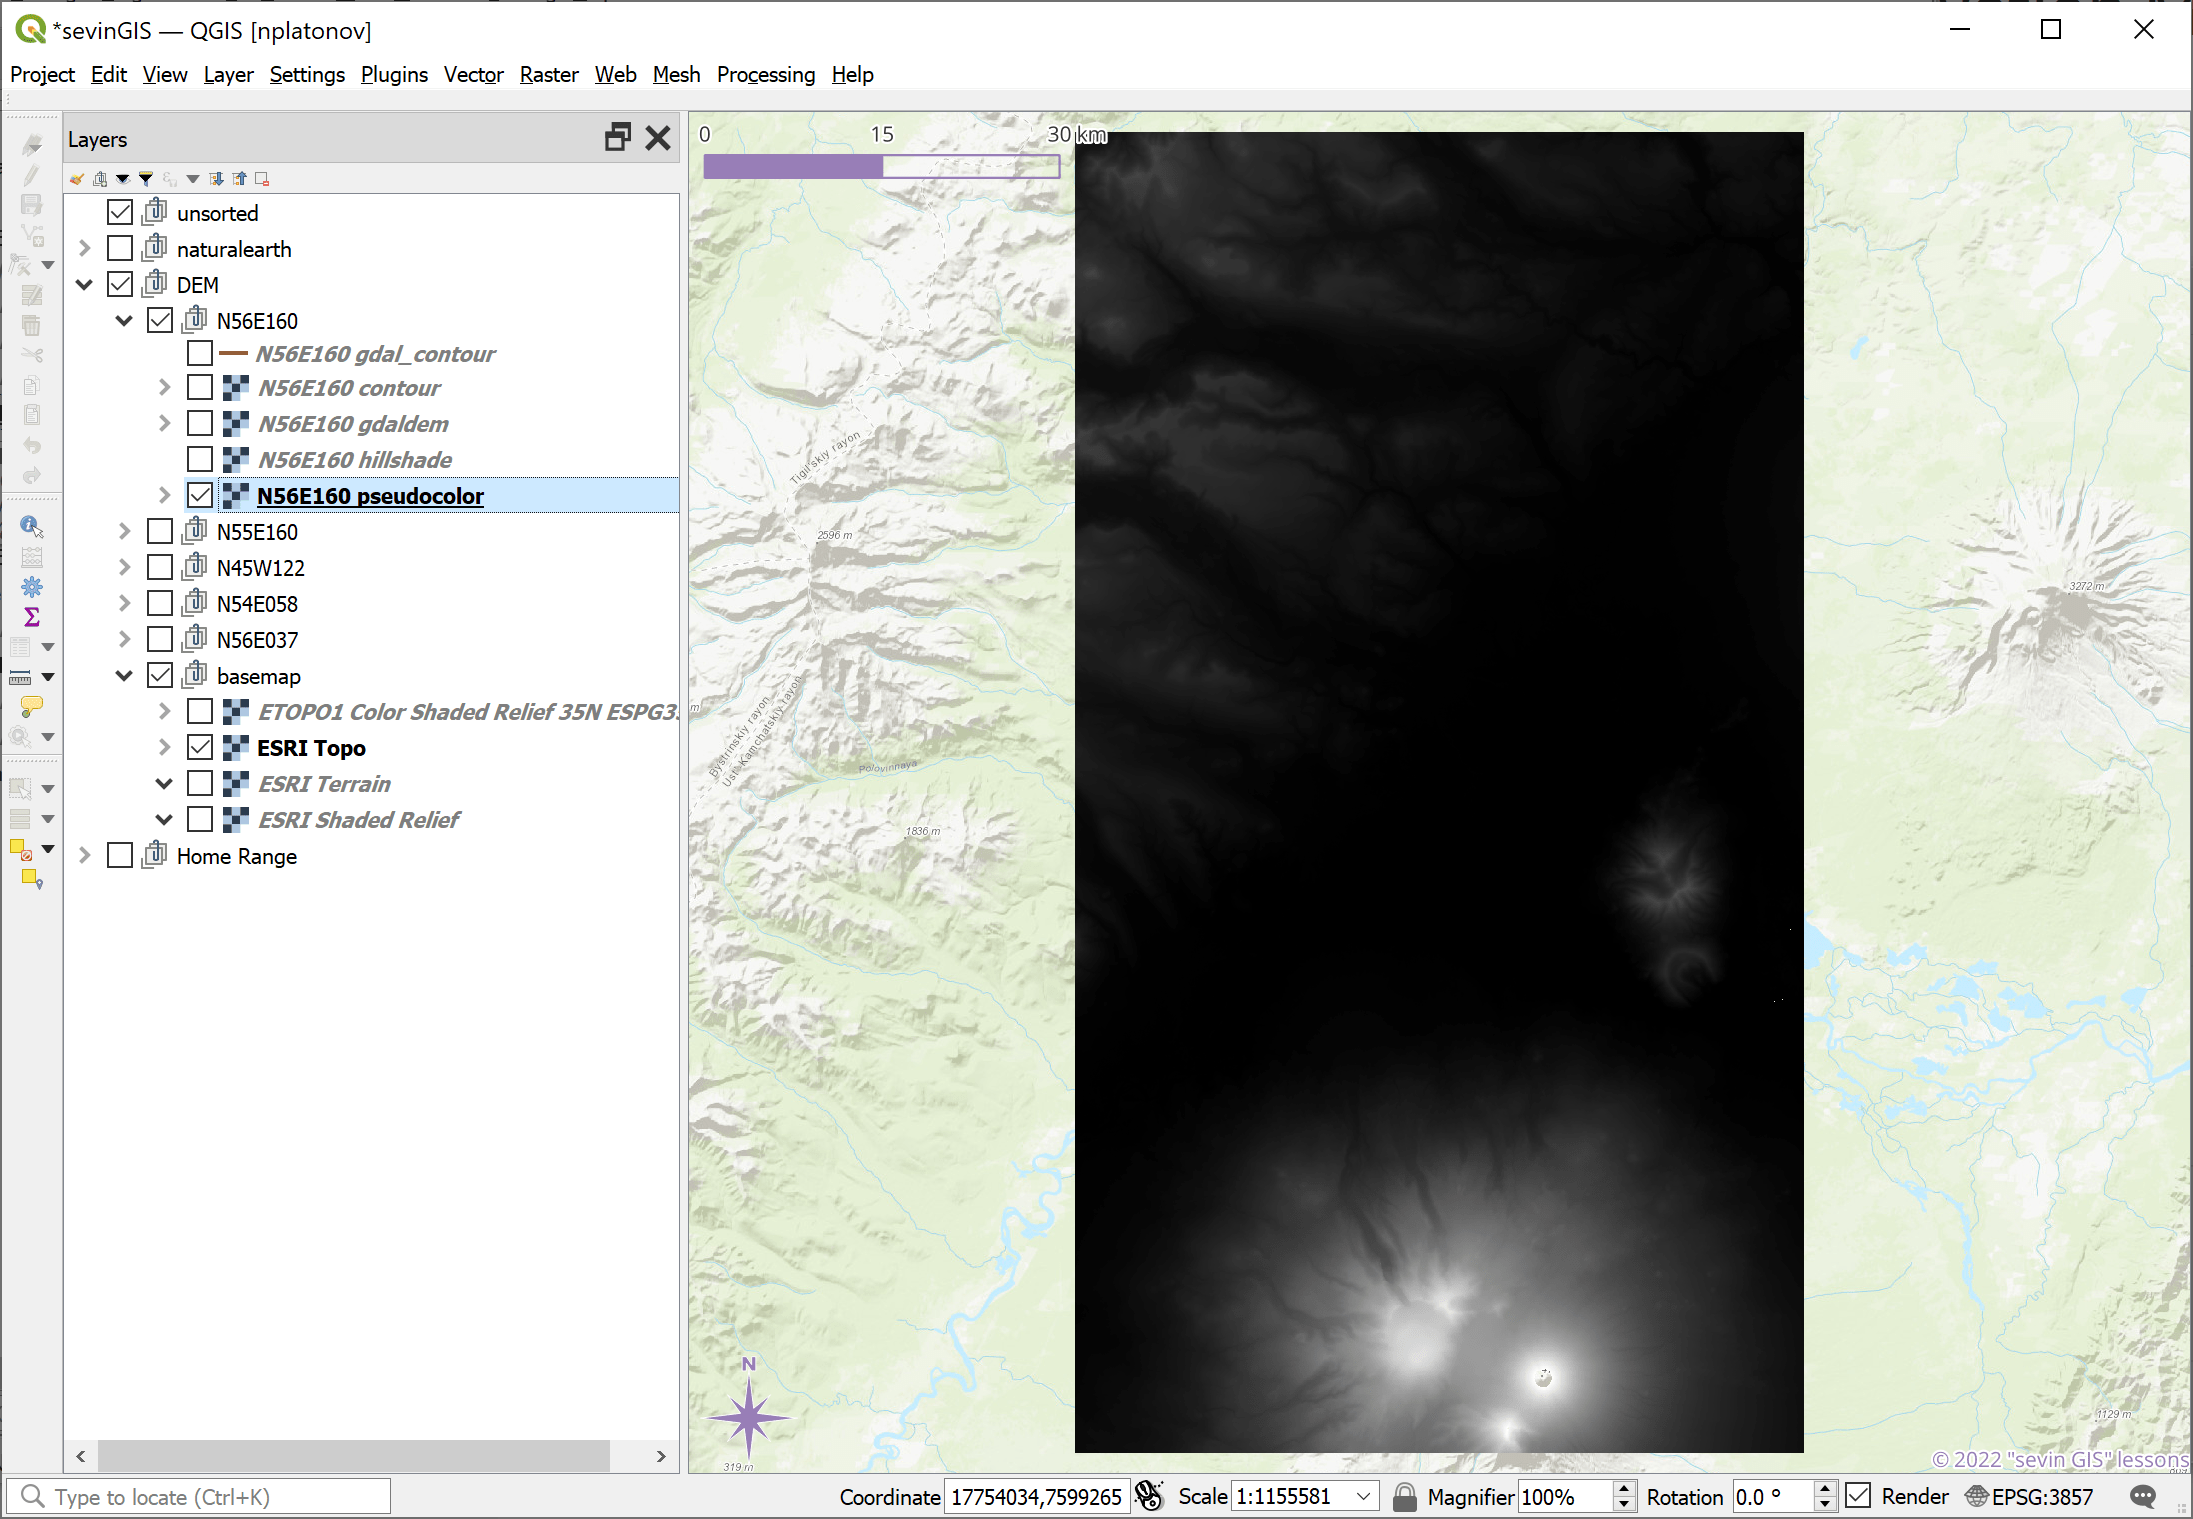 *sevinGIS — QGIS [nplatonov]
Project Edit View Layer Settings Plugins Vector Raster Web Mesh Processing Help
Layers
unsorted
naturalearth
DEM
N56E160
N56E160 gdal_contour
N56E160 contour
N56E160 gdaldem
N56E160 hillshade
N56E160 pseudocolor
N55E160
N45W122
N54E058
N56E037
basemap
ETOPO1 Color Shaded Relief 35N ESPG3
ESRI Topo
ESRI Terrain
ESRI Shaded Relief
Home Range
0 15 30 km
Tigil'skiy rayon
2596 m
3272 m
m
Bystrinskiy rayon
Ust'-Kamchatskiy rayon
Polovinnaya
1836 m
N
319 m
1129 m
© 2022 "sevin GIS" lessons
Type to locate (Ctrl+K)
Coordinate 17754034,7599265 Scale 1:1155581 Magnifier 100% Rotation 0.0 ° Render EPSG:3857